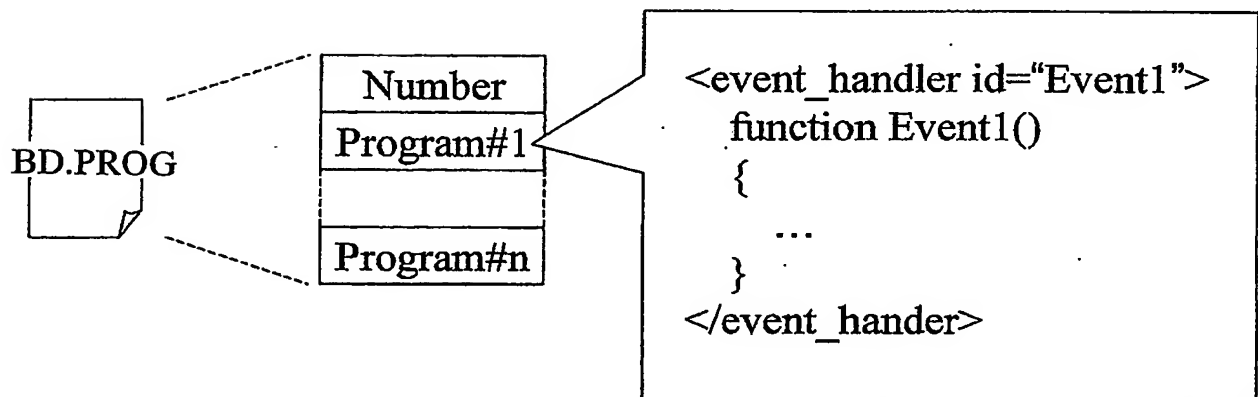 BD.PROG
Number
Program#1
Program#n
<event_handler id=“Event1”>
function Event1()
{
...
}
</event_hander>